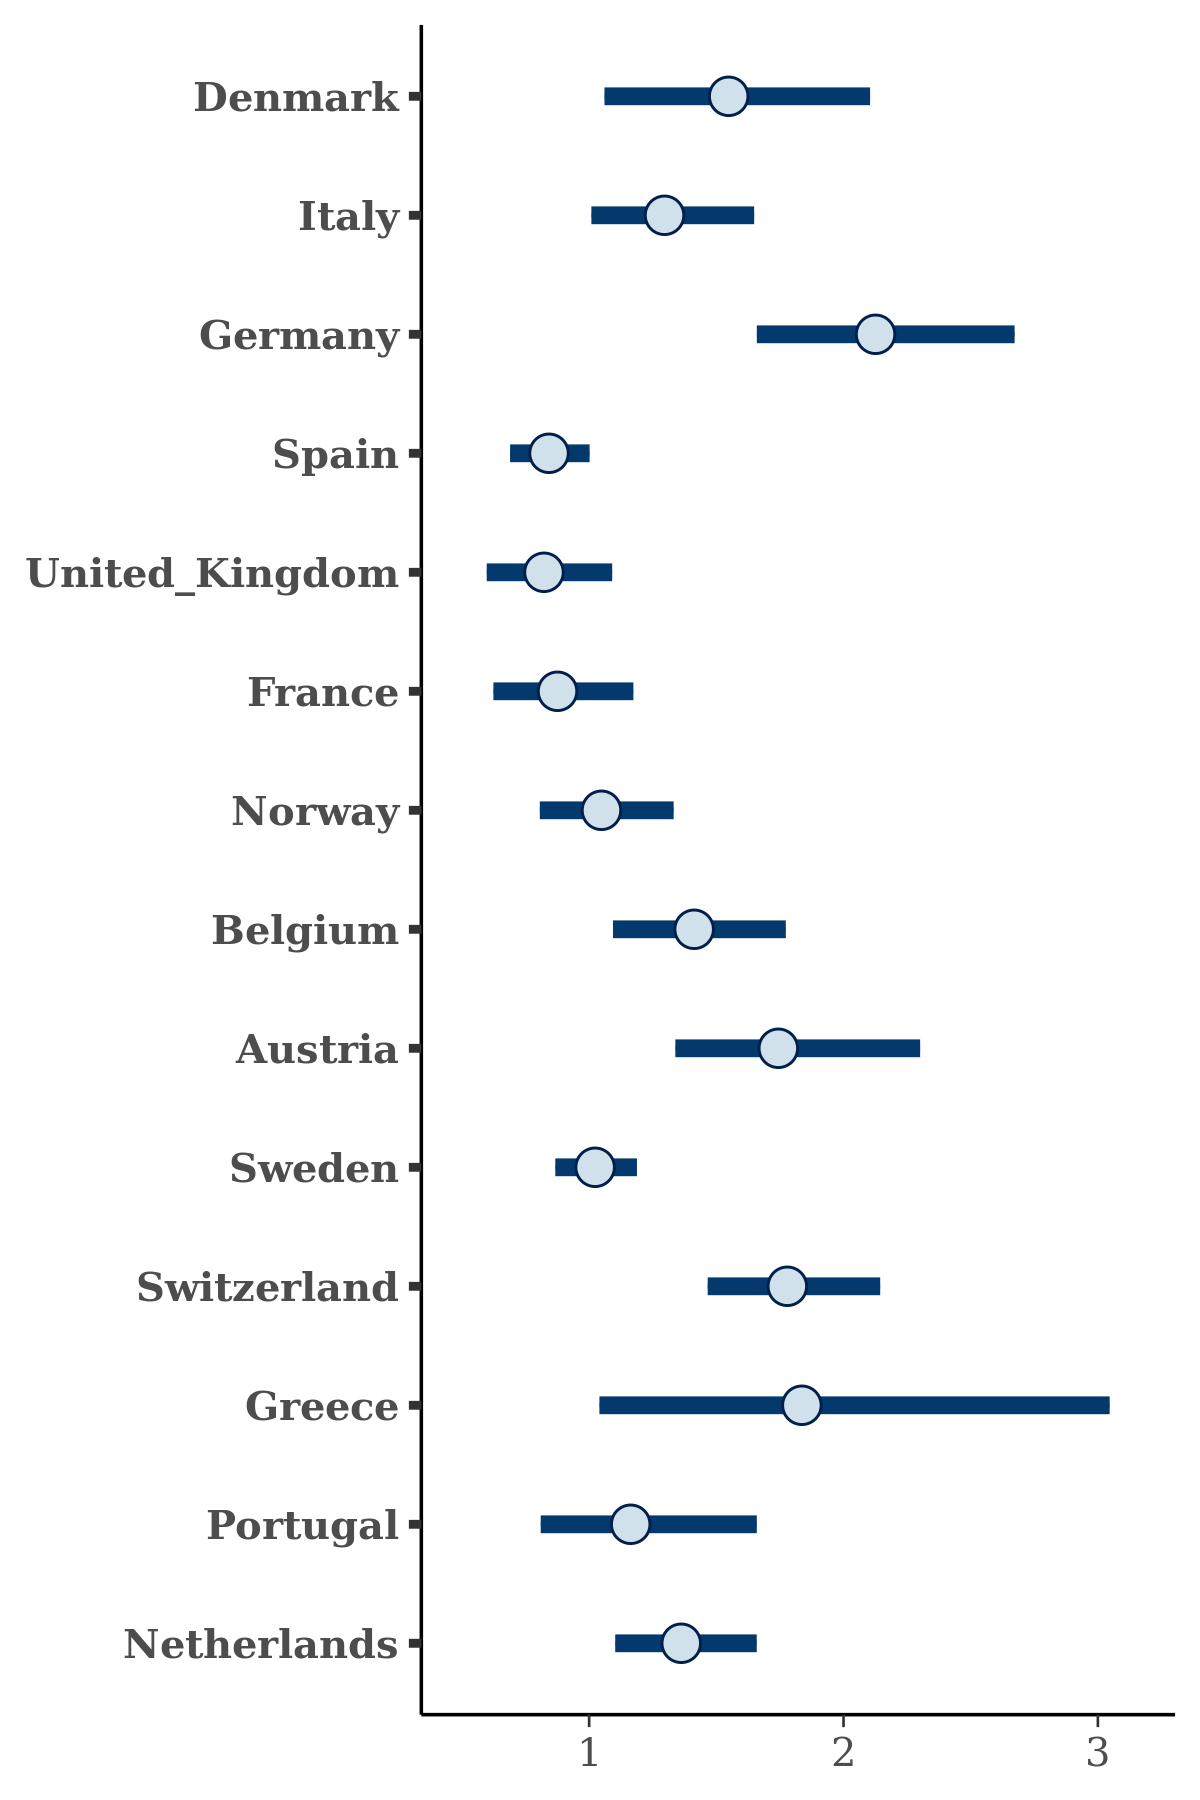 Denmark
Italy
Germany
Spain
United_Kingdom
France
Norway
Belgium
Austria
Sweden
Switzerland
Greece
Portugal
Netherlands
1 2 3